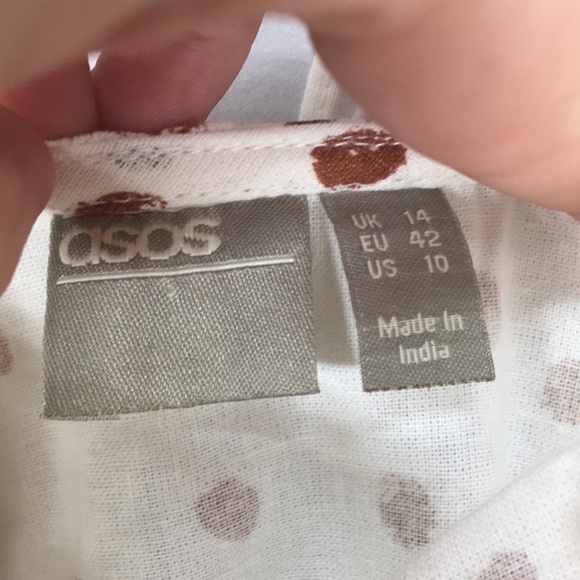 asos
UK 14
EU 42
US 10
Made In
India